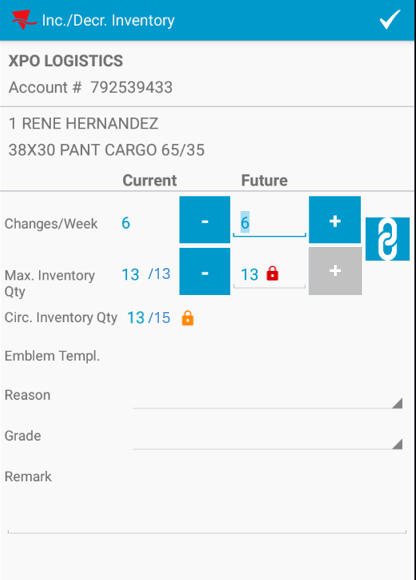 Inc./Decr. Inventory
XPO LOGISTICS
Account # 792539433
1 RENE HERNANDEZ
38X30 PANT CARGO 65/35
Current Future
Changes/Week 6 - 6 +
Max. Inventory Qty 13 /13 - 13 +
Circ. Inventory Qty 13 /15
Emblem Templ.
Reason
Grade
Remark